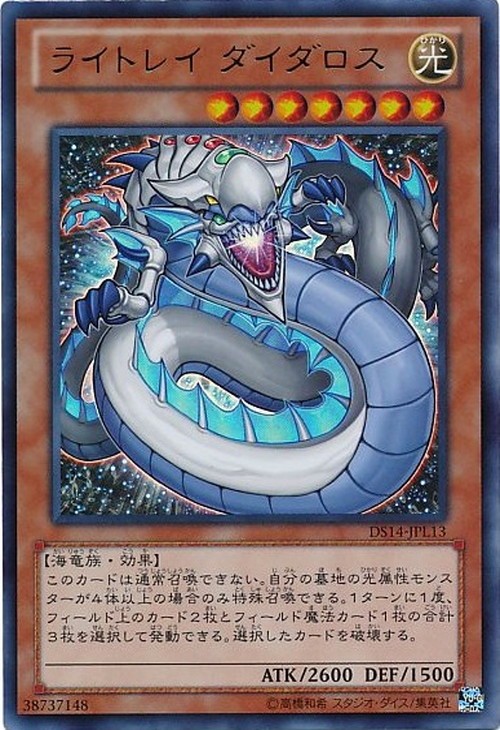 ライトレイ ダイダロス
ひかり
光
DS14-JPL13
【海竜族・効果】
このカードは通常召喚できない。自分の墓地の光属性モンス
ターが4体以上の場合のみ特殊召喚できる。1ターンに1度、
フィールド上のカード2枚とフィールド魔法カード1枚の合計
3枚を選択して発動できる。選択したカードを破壊する。
ATK/2600 DEF/1500
38747148
©高橋和希 スタジオ・ダイス/集英社